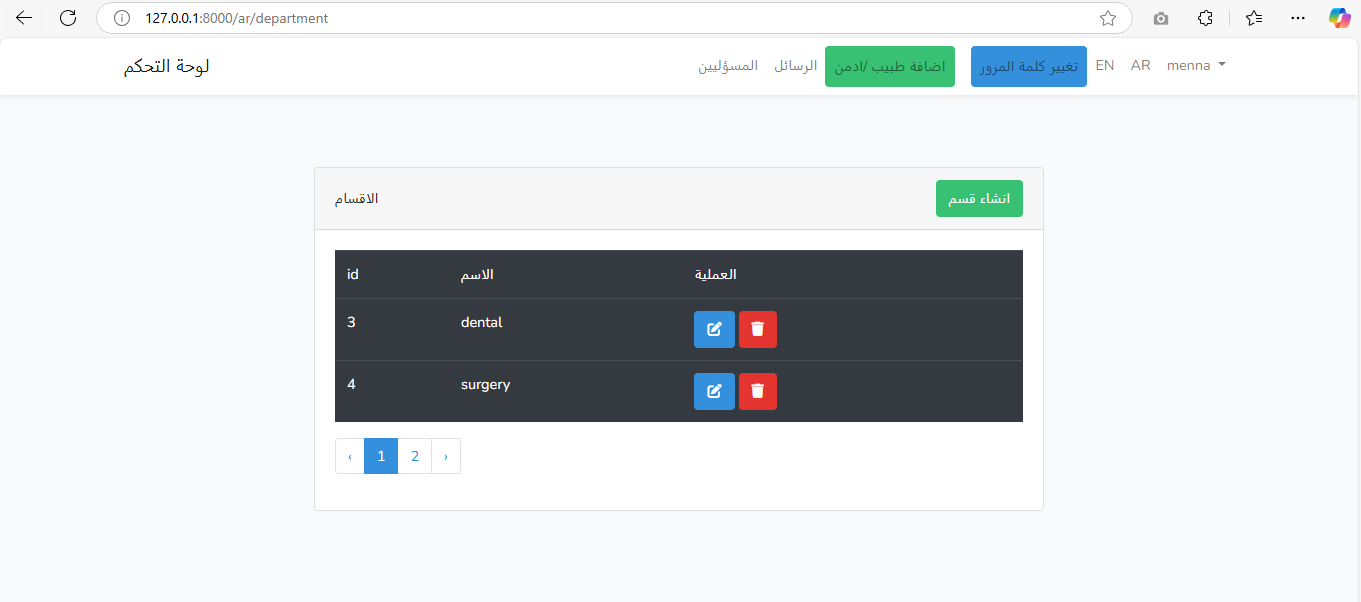 127.0.0.1:8000/ar/department
لوحة التحكم
المسؤليين
الرسائل
اضافة طبيب /ادمن
تغيير كلمة المرور
EN
AR
menna
الاقسام
انشاء قسم
id الاسم العملية
3 dental
4 surgery
‹ 1 2 ›